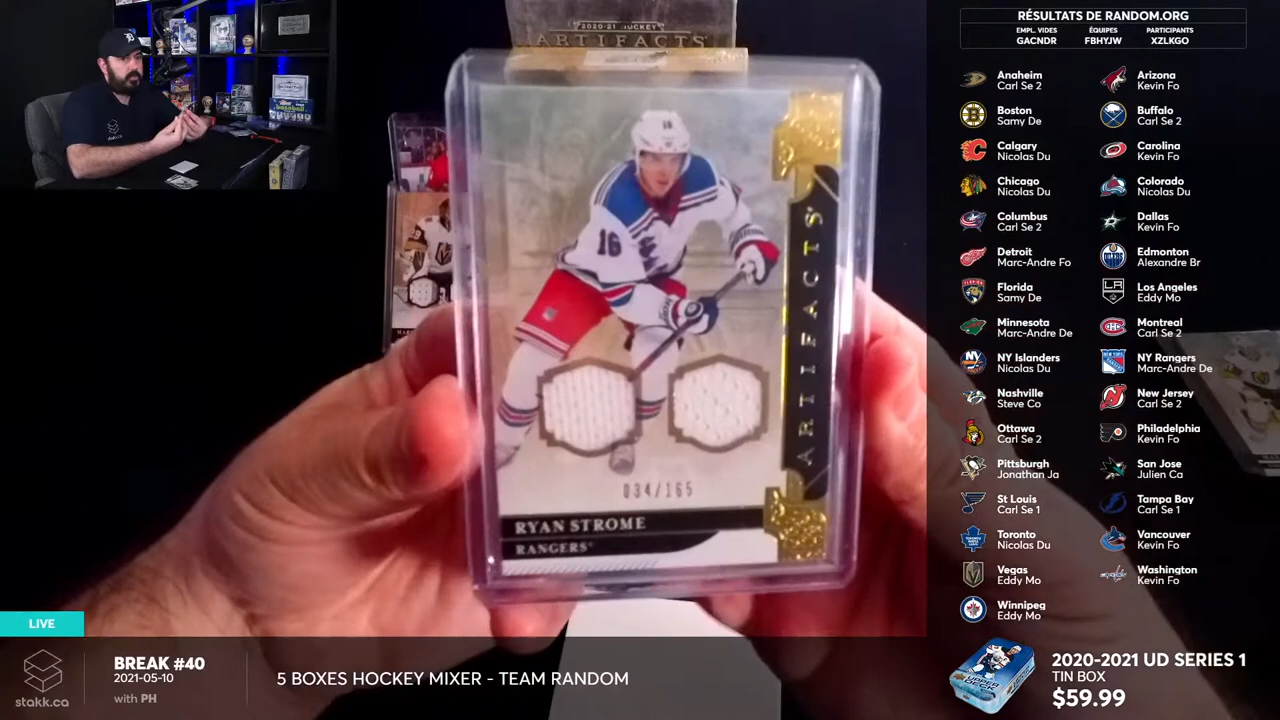 2020-21 HOCKEY
ARTIFACTS
16
16
ARTIFACTS
034/165
RYAN STROME
RANGERS
baseball
RÉSULTATS DE RANDOM.ORG
EMPL. VIDES ÉQUIPES PARTICIPANTS
GACNDR FBHYJW XZLKGO
Anaheim
Carl Se 2
Arizona
Kevin Fo
Boston
Samy De
Buffalo
Carl Se 2
Calgary
Nicolas Du
Carolina
Kevin Fo
Chicago
Nicolas Du
Colorado
Nicolas Du
Columbus
Carl Se 2
Dallas
Kevin Fo
Detroit
Marc-Andre Fo
Edmonton
Alexandre Br
Florida
Samy De
Los Angeles
Eddy Mo
Minnesota
Marc-Andre De
Montreal
Carl Se 2
NY Islanders
Nicolas Du
NY Rangers
Marc-Andre De
Nashville
Steve Co
New Jersey
Carl Se 2
Ottawa
Carl Se 2
Philadelphia
Kevin Fo
Pittsburgh
Jonathan Ja
San Jose
Julien Ca
St Louis
Carl Se 1
Tampa Bay
Carl Se 1
Toronto
Nicolas Du
Vancouver
Kevin Fo
Vegas
Eddy Mo
Washington
Kevin Fo
Winnipeg
Eddy Mo
LIVE
stakk.ca
BREAK #40
2021-05-10
with PH
5 BOXES HOCKEY MIXER - TEAM RANDOM
2020-2021 UD SERIES 1
TIN BOX
$59.99